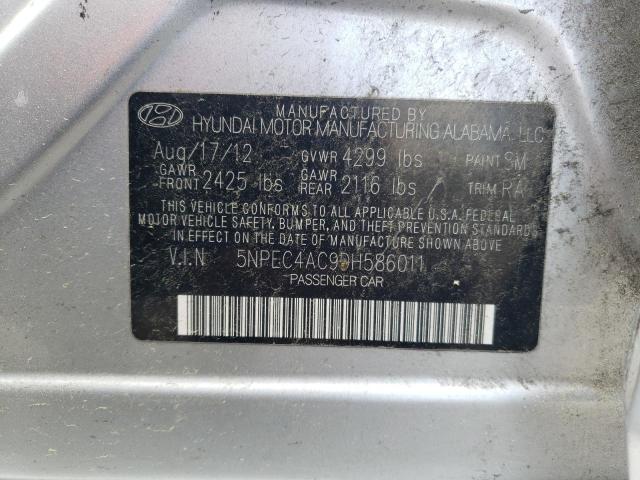 MANUFACTURED BY
HYUNDAI MOTOR MANUFACTURING ALABAMA, LLC
Aug/17/12 GVWR 4299 lbs PAINT SM
GAWR FRONT 2425 lbs GAWR REAR 2116 lbs TRIM RA
THIS VEHICLE CONFORMS TO ALL APPLICABLE U.S.A. FEDERAL
MOTOR VEHICLE SAFETY, BUMPER, AND THEFT PREVENTION
STANDARDS IN EFFECT ON THE DATE OF MANUFACTURE SHOWN ABOVE.
V.I.N 5NPEC4AC9DH586011
PASSENGER CAR